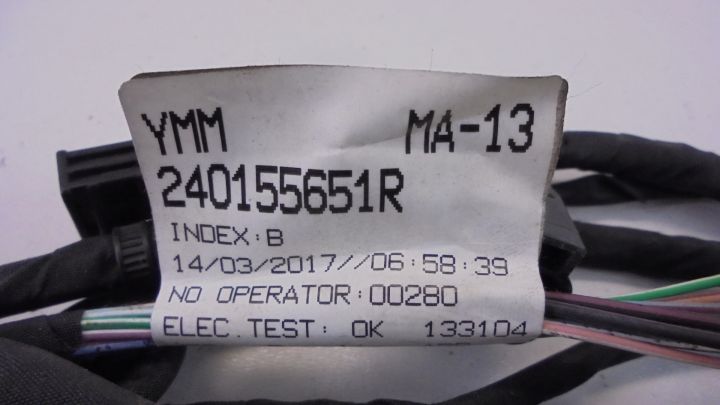 YMM MA-13
240155651R
INDEX:B
14/03/2017//06:58:39
NO OPERATOR:00280
ELEC.TEST: OK 133104